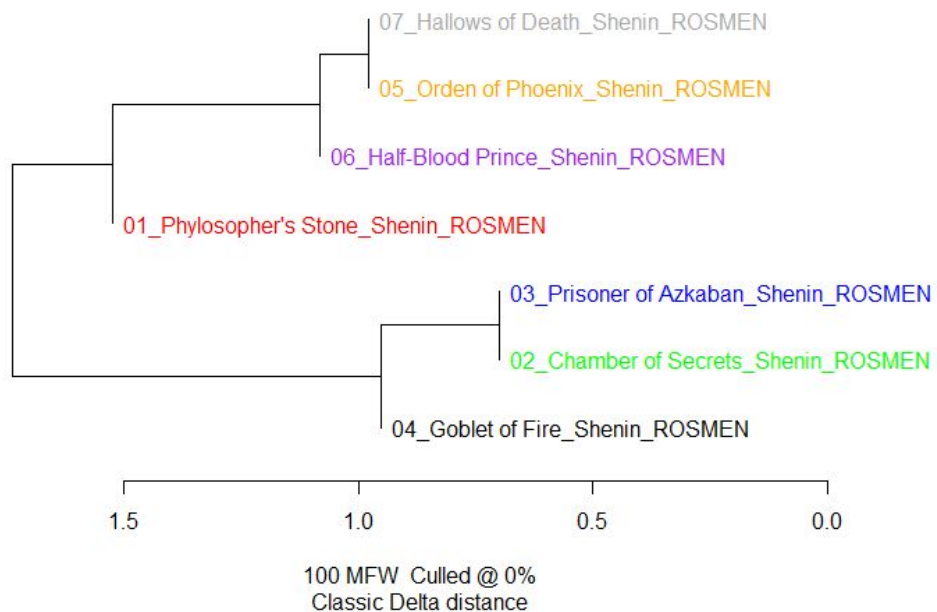 07_Hallows of Death_Shenin_ROSMEN
05_Orden of Phoenix_Shenin_ROSMEN
06_Half-Blood Prince_Shenin_ROSMEN
01_Phylosopher's Stone_Shenin_ROSMEN
03_Prisoner of Azkaban_Shenin_ROSMEN
02_Chamber of Secrets_Shenin_ROSMEN
04_Goblet of Fire_Shenin_ROSMEN
1.5 1.0 0.5 0.0
100 MFW Culled @ 0%
Classic Delta distance